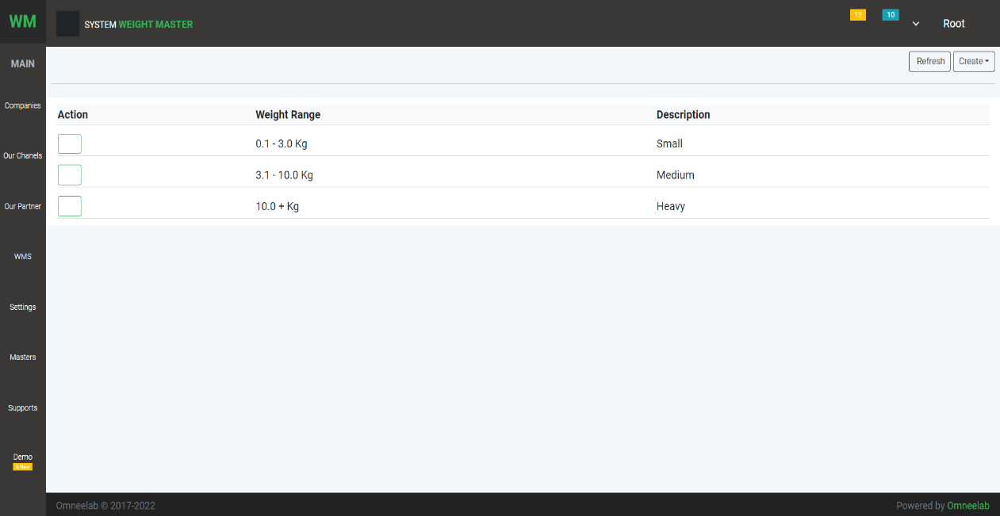 WM
SYSTEM WEIGHT MASTER
12
10
Root
MAIN
Refresh
Create
Companies
Our Chanels
Our Partner
WMS
Settings
Masters
Supports
Demo
6 New
Action Weight Range Description
0.1 - 3.0 Kg Small
3.1 - 10.0 Kg Medium
10.0 + Kg Heavy
Omneelab © 2017-2022
Powered by Omneelab